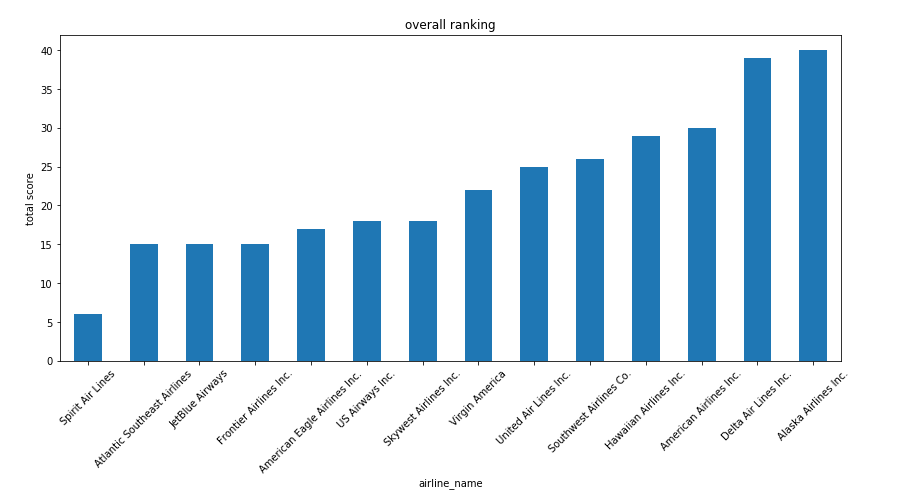 overall ranking
total score
40
35
30
25
20
15
10
5
0
Spirit Air Lines
Atlantic Southeast Airlines
JetBlue Airways
Frontier Airlines Inc.
American Eagle Airlines Inc.
US Airways Inc.
Skywest Airlines Inc.
Virgin America
United Air Lines Inc.
Southwest Airlines Co.
Hawaiian Airlines Inc.
American Airlines Inc.
Delta Air Lines Inc.
Alaska Airlines Inc.
airline_name